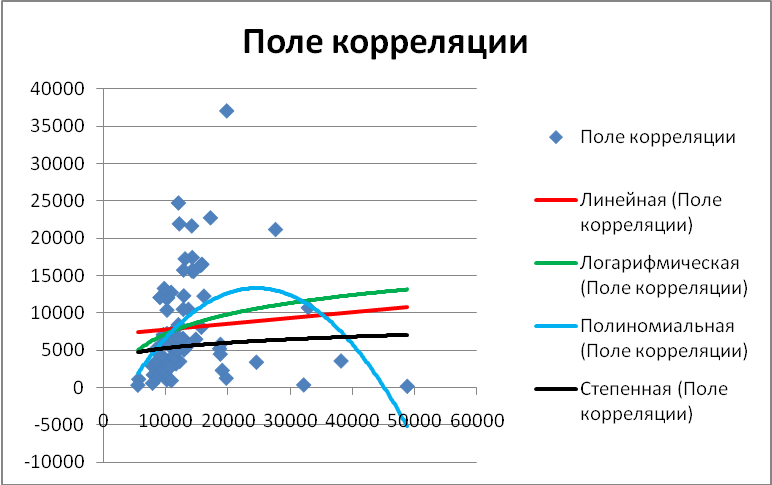 Поле корреляции
40000
35000
30000
25000
20000
15000
10000
5000
0
-5000
-10000
0 10000 20000 30000 40000 50000 60000
Поле корреляции
Линейная (Поле
корреляции)
Логарифмическая
(Поле корреляции)
Полиномиальная
(Поле корреляции)
Степенная (Поле
корреляции)